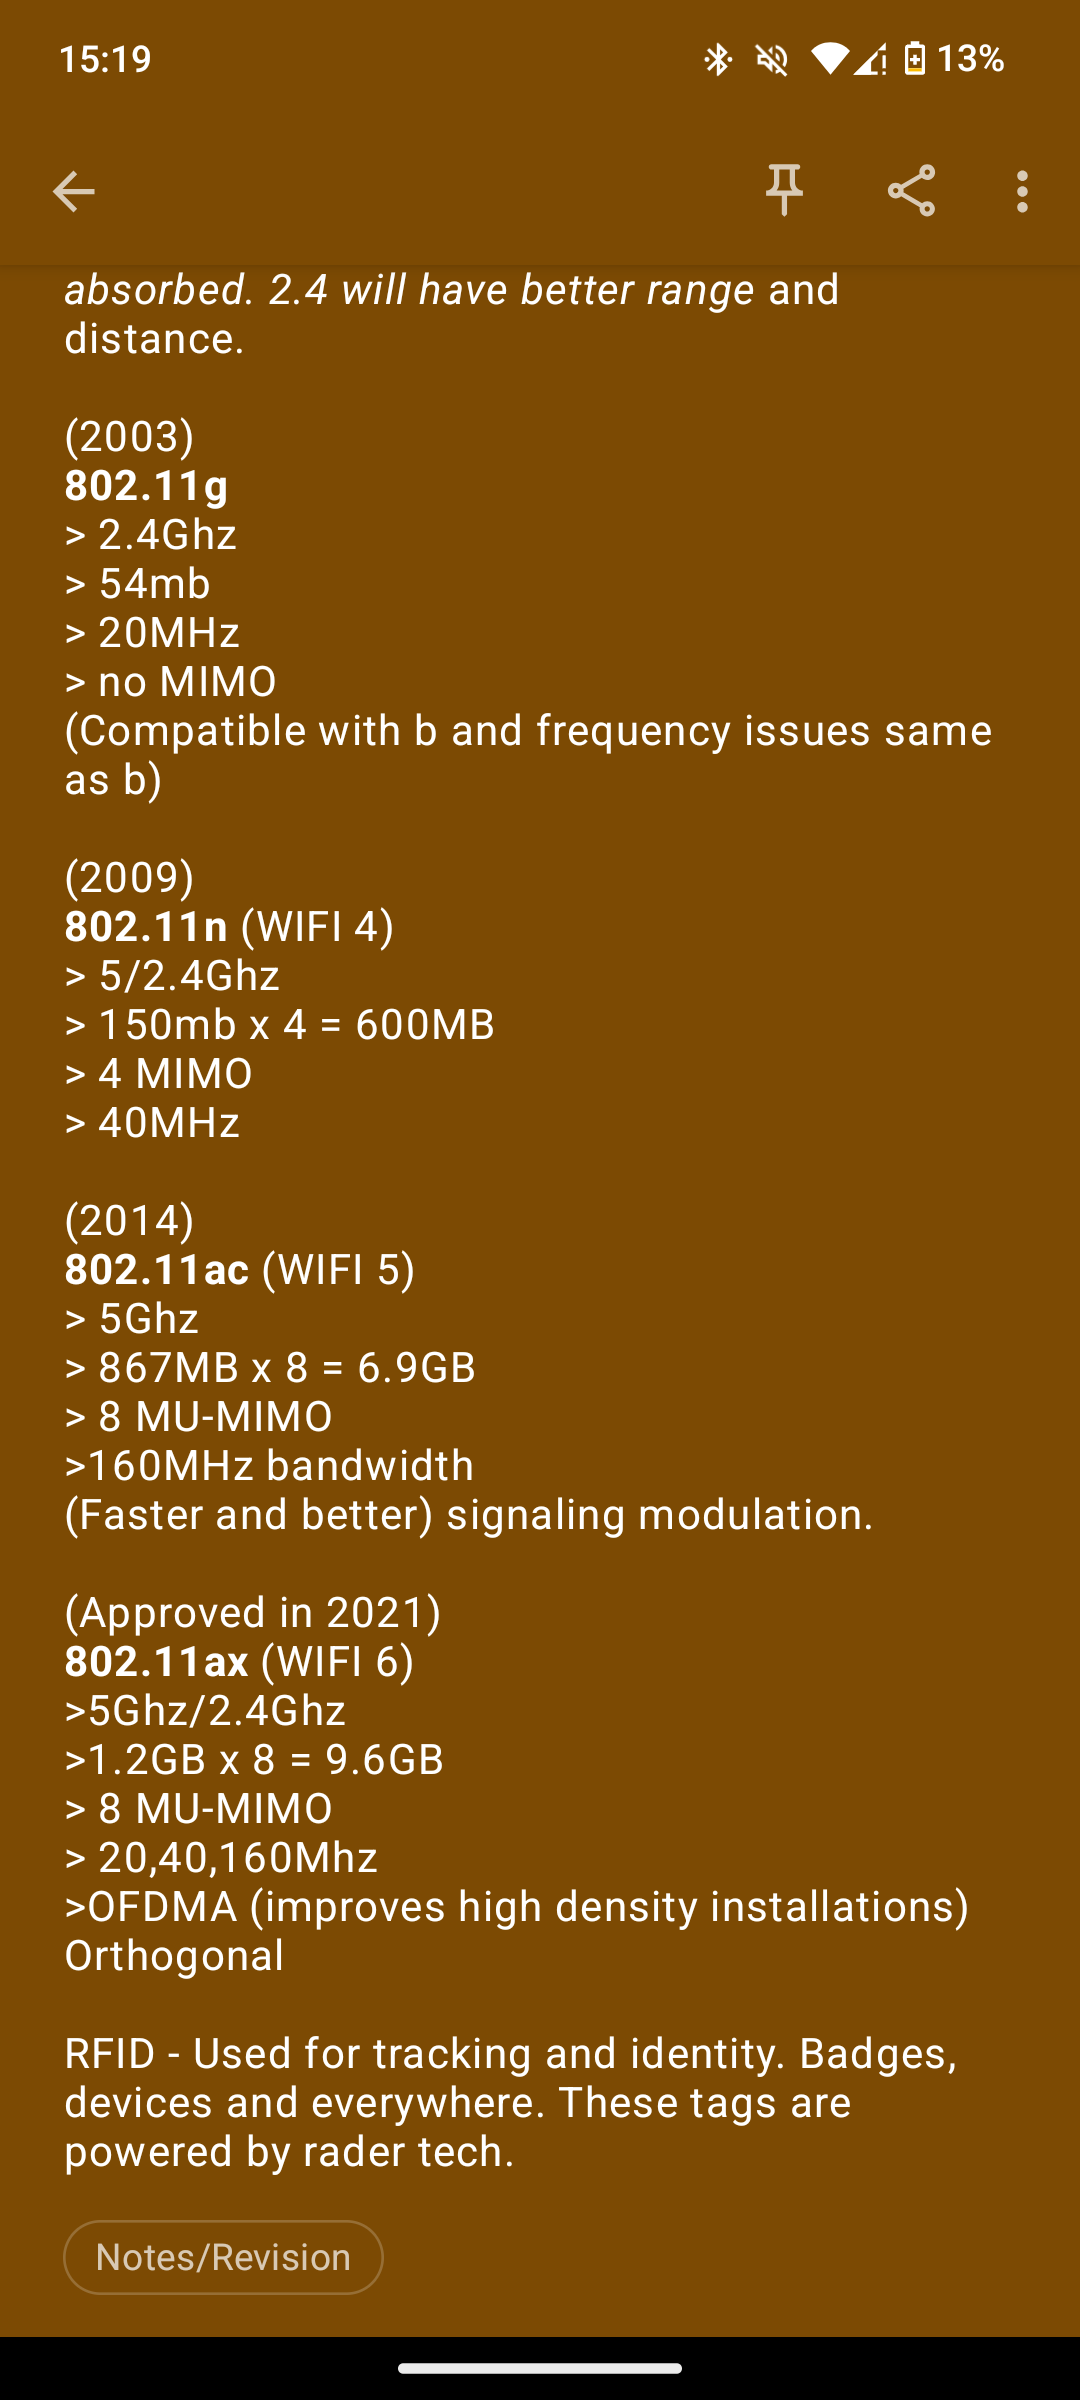 15:19
13%
absorbed. 2.4 will have better range and
distance.
(2003)
802.11g
> 2.4Ghz
> 54mb
> 20MHz
> no MIMO
(Compatible with b and frequency issues same
as b)
(2009)
802.11n (WIFI 4)
> 5/2.4Ghz
> 150mb x 4 = 600MB
> 4 MIMO
> 40MHz
(2014)
802.11ac (WIFI 5)
> 5Ghz
> 867MB x 8 = 6.9GB
> 8 MU-MIMO
>160MHz bandwidth
(Faster and better) signaling modulation.
(Approved in 2021)
802.11ax (WIFI 6)
>5Ghz/2.4Ghz
>1.2GB x 8 = 9.6GB
> 8 MU-MIMO
> 20,40,160Mhz
>OFDMA (improves high density installations)
Orthogonal
RFID - Used for tracking and identity. Badges,
devices and everywhere. These tags are
powered by rader tech.
Notes/Revision